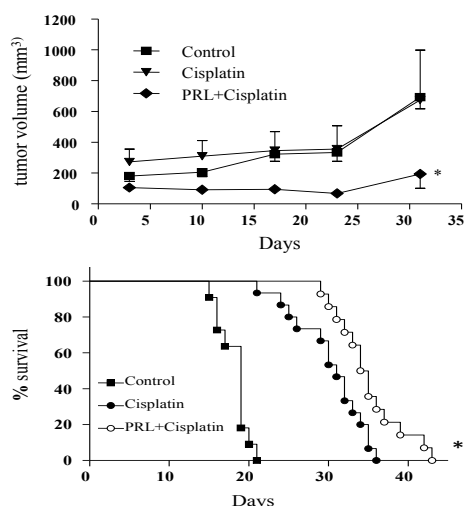 1200
1000
800
600
400
200
0
tumor volume (mm³)
Control
Cisplatin
PRL+Cisplatin
*
0 5 10 15 20 25 30 35
Days
100
80
60
40
20
0
% survival
Control
Cisplatin
PRL+Cisplatin
*
0 10 20 30 40
Days